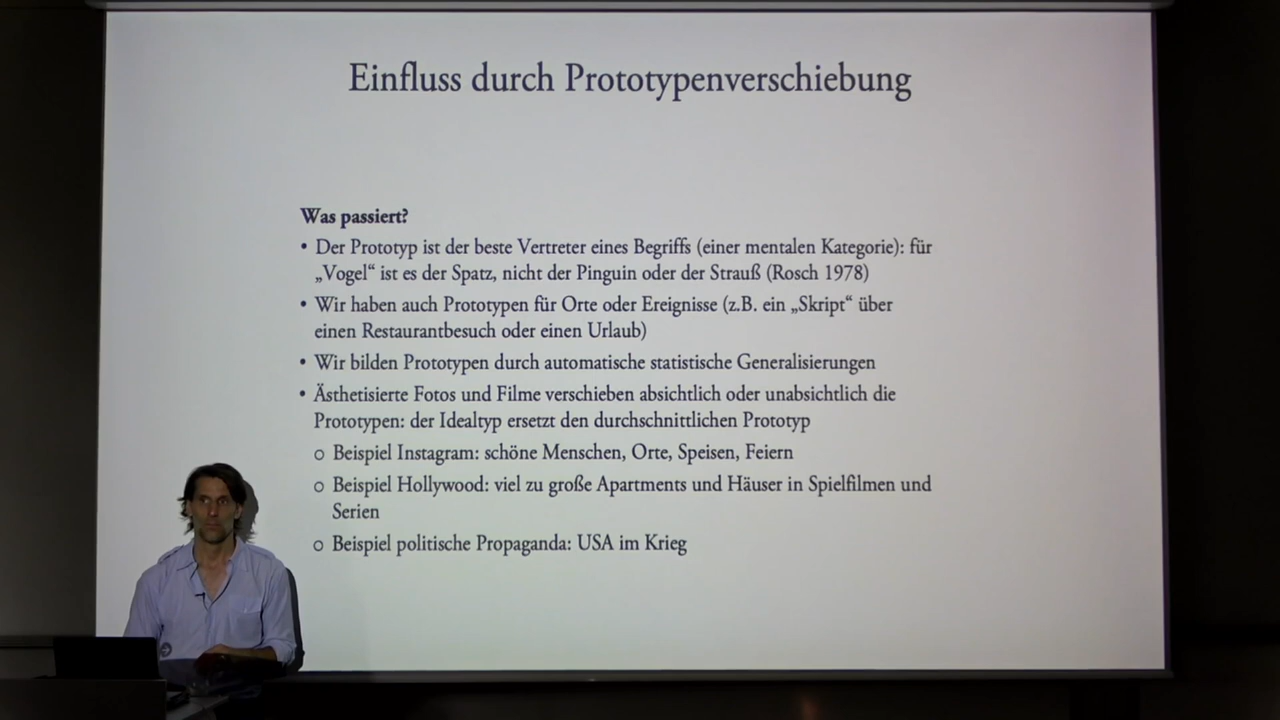 Einfluss durch Prototypenverschiebung
Was passiert?
• Der Prototyp ist der beste Vertreter eines Begriffs (einer mentalen Kategorie): für
„Vogel“ ist es der Spatz, nicht der Pinguin oder der Strauß (Rosch 1978)
• Wir haben auch Prototypen für Orte oder Ereignisse (z.B. ein „Skript“ über
einen Restaurantbesuch oder einen Urlaub)
• Wir bilden Prototypen durch automatische statistische Generalisierungen
• Ästhetisierte Fotos und Filme verschieben absichtlich oder unabsichtlich die
Prototypen: der Idealtyp ersetzt den durchschnittlichen Prototyp
o Beispiel Instagram: schöne Menschen, Orte, Speisen, Feiern
o Beispiel Hollywood: viel zu große Apartments und Häuser in Spielfilmen und
Serien
o Beispiel politische Propaganda: USA im Krieg